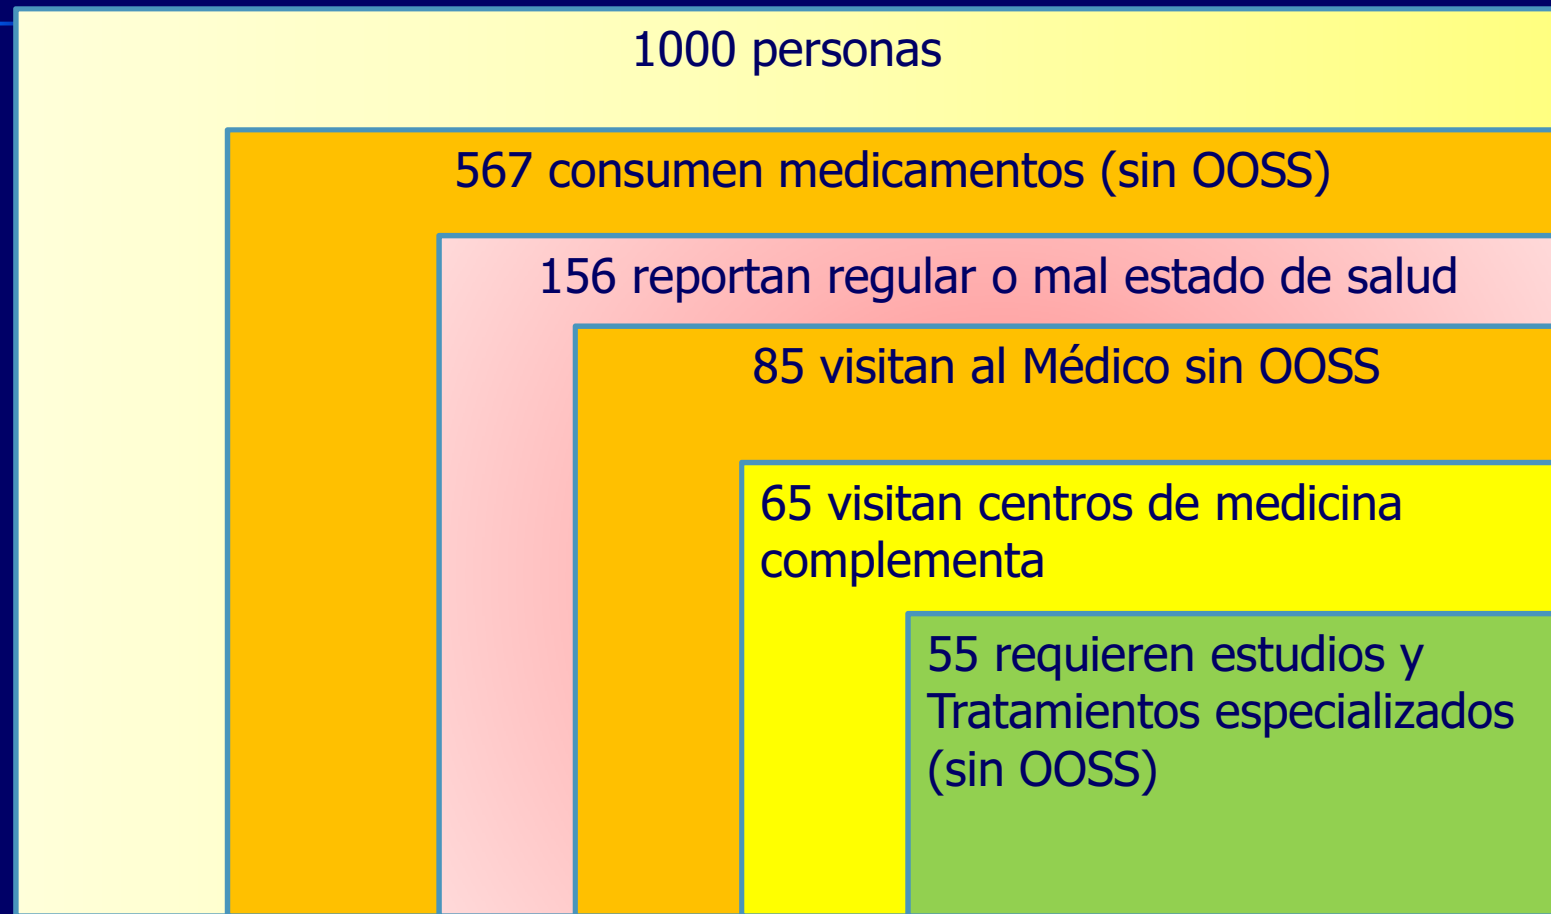 1000 personas
567 consumen medicamentos (sin OOSS)
156 reportan regular o mal estado de salud
85 visitan al Médico sin OOSS
65 visitan centros de medicina
complementa
55 requieren estudios y
Tratamientos especializados
(sin OOSS)